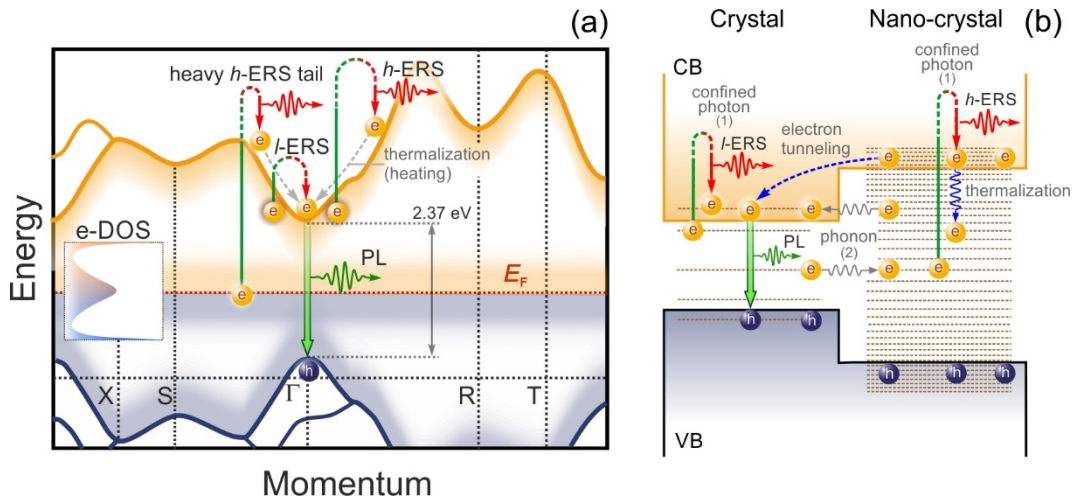 (a)
heavy h-ERS tail
h-ERS
l-ERS
thermalization
(heating)
2.37 eV
e-DOS
PL
E_F
e
e
e
e
e
e
h
X
S
Γ
R
T
Energy
Momentum
Crystal
Nano-crystal
(b)
CB
confined
photon
(1)
l-ERS
electron
tunneling
confined
photon
(1)
h-ERS
thermalization
PL
phonon
(2)
e
e
e
e
e
e
e
e
e
e
e
e
h
h
h
h
h
VB